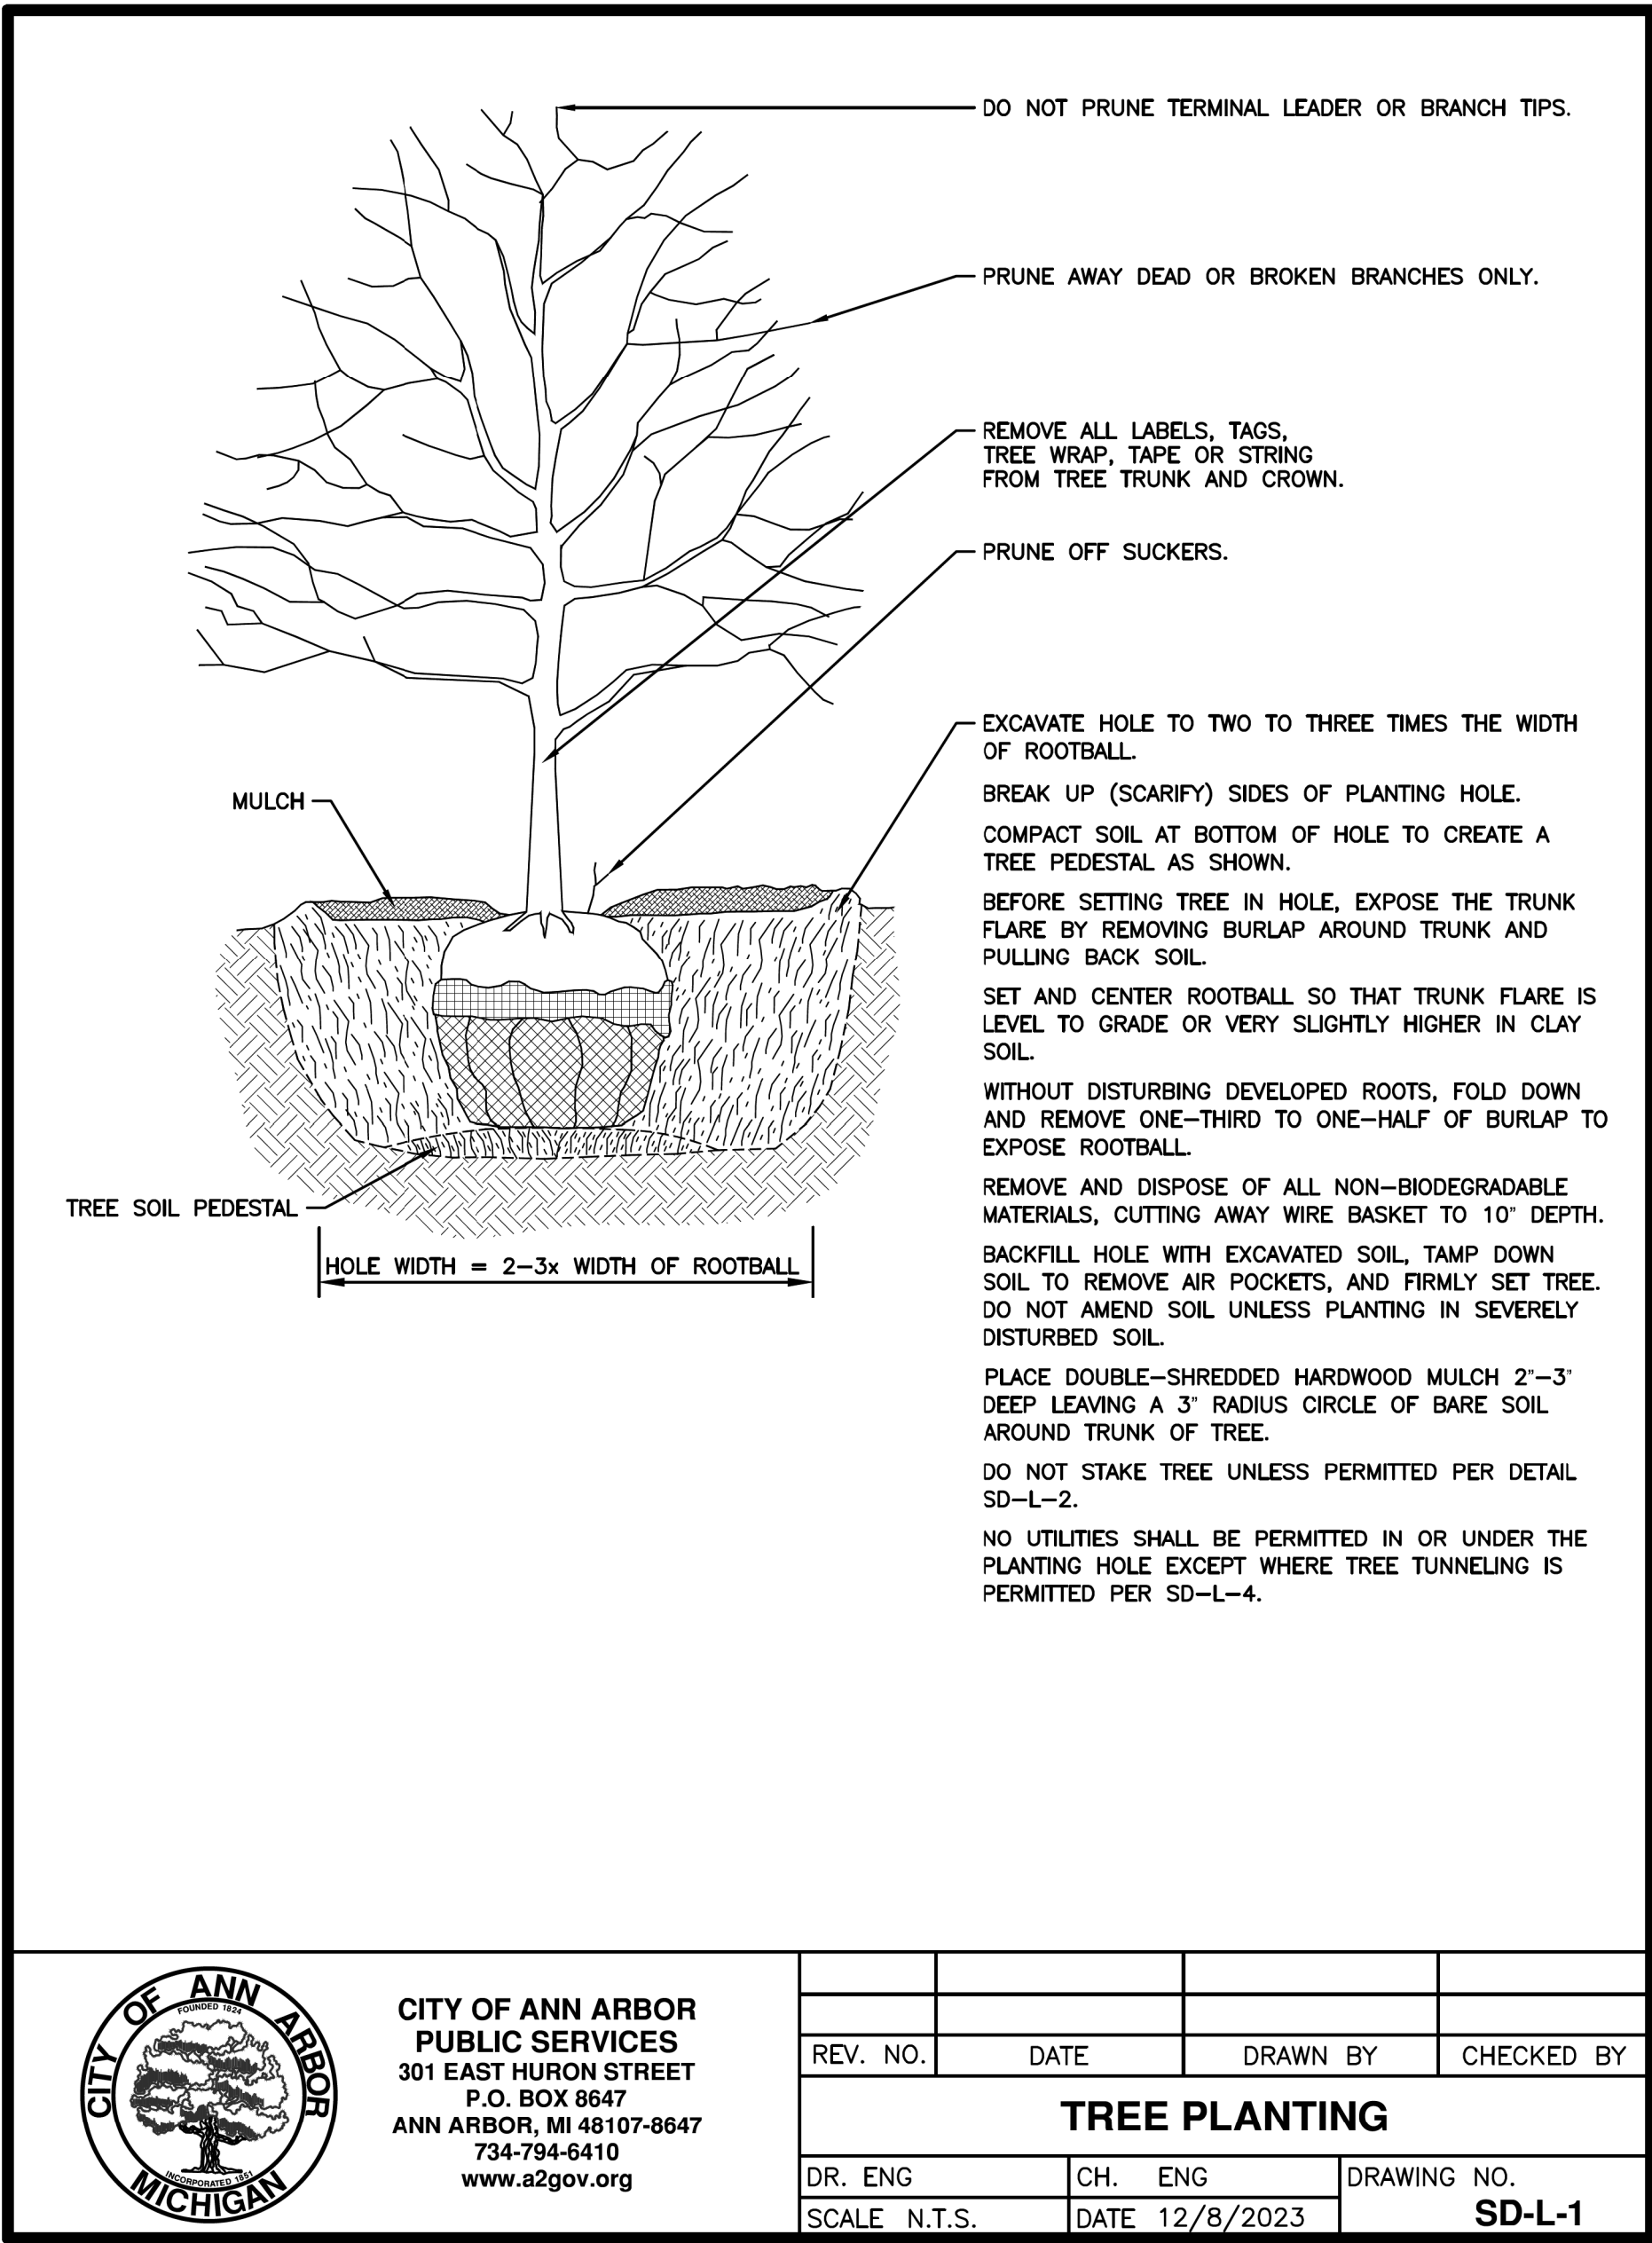 DO NOT PRUNE TERMINAL LEADER OR BRANCH TIPS.
PRUNE AWAY DEAD OR BROKEN BRANCHES ONLY.
REMOVE ALL LABELS, TAGS,
TREE WRAP, TAPE OR STRING
FROM TREE TRUNK AND CROWN.
PRUNE OFF SUCKERS.
EXCAVATE HOLE TO TWO TO THREE TIMES THE WIDTH
OF ROOTBALL.
BREAK UP (SCARIFY) SIDES OF PLANTING HOLE.
COMPACT SOIL AT BOTTOM OF HOLE TO CREATE A
TREE PEDESTAL AS SHOWN.
BEFORE SETTING TREE IN HOLE, EXPOSE THE TRUNK
FLARE BY REMOVING BURLAP AROUND TRUNK AND
PULLING BACK SOIL.
SET AND CENTER ROOTBALL SO THAT TRUNK FLARE IS
LEVEL TO GRADE OR VERY SLIGHTLY HIGHER IN CLAY
SOIL.
WITHOUT DISTURBING DEVELOPED ROOTS, FOLD DOWN
AND REMOVE ONE-THIRD TO ONE-HALF OF BURLAP TO
EXPOSE ROOTBALL.
REMOVE AND DISPOSE OF ALL NON-BIODEGRADABLE
MATERIALS, CUTTING AWAY WIRE BASKET TO 10" DEPTH.
BACKFILL HOLE WITH EXCAVATED SOIL, TAMP DOWN
SOIL TO REMOVE AIR POCKETS, AND FIRMLY SET TREE.
DO NOT AMEND SOIL UNLESS PLANTING IN SEVERELY
DISTURBED SOIL.
PLACE DOUBLE-SHREDDED HARDWOOD MULCH 2"-3"
DEEP LEAVING A 3" RADIUS CIRCLE OF BARE SOIL
AROUND TRUNK OF TREE.
DO NOT STAKE TREE UNLESS PERMITTED PER DETAIL
SD-L-2.
NO UTILITIES SHALL BE PERMITTED IN OR UNDER THE
PLANTING HOLE EXCEPT WHERE TREE TUNNELING IS
PERMITTED PER SD-L-4.
MULCH
TREE SOIL PEDESTAL
HOLE WIDTH = 2-3x WIDTH OF ROOTBALL
CITY OF ANN ARBOR
FOUNDED 1824
INCORPORATED 1851
MICHIGAN
CITY OF ANN ARBOR
PUBLIC SERVICES
301 EAST HURON STREET
P.O. BOX 8647
ANN ARBOR, MI 48107-8647
734-794-6410
www.a2gov.org
REV. NO. DATE DRAWN BY CHECKED BY
TREE PLANTING
DR. ENG CH. ENG DRAWING NO.
SCALE N.T.S. DATE 12/8/2023 SD-L-1